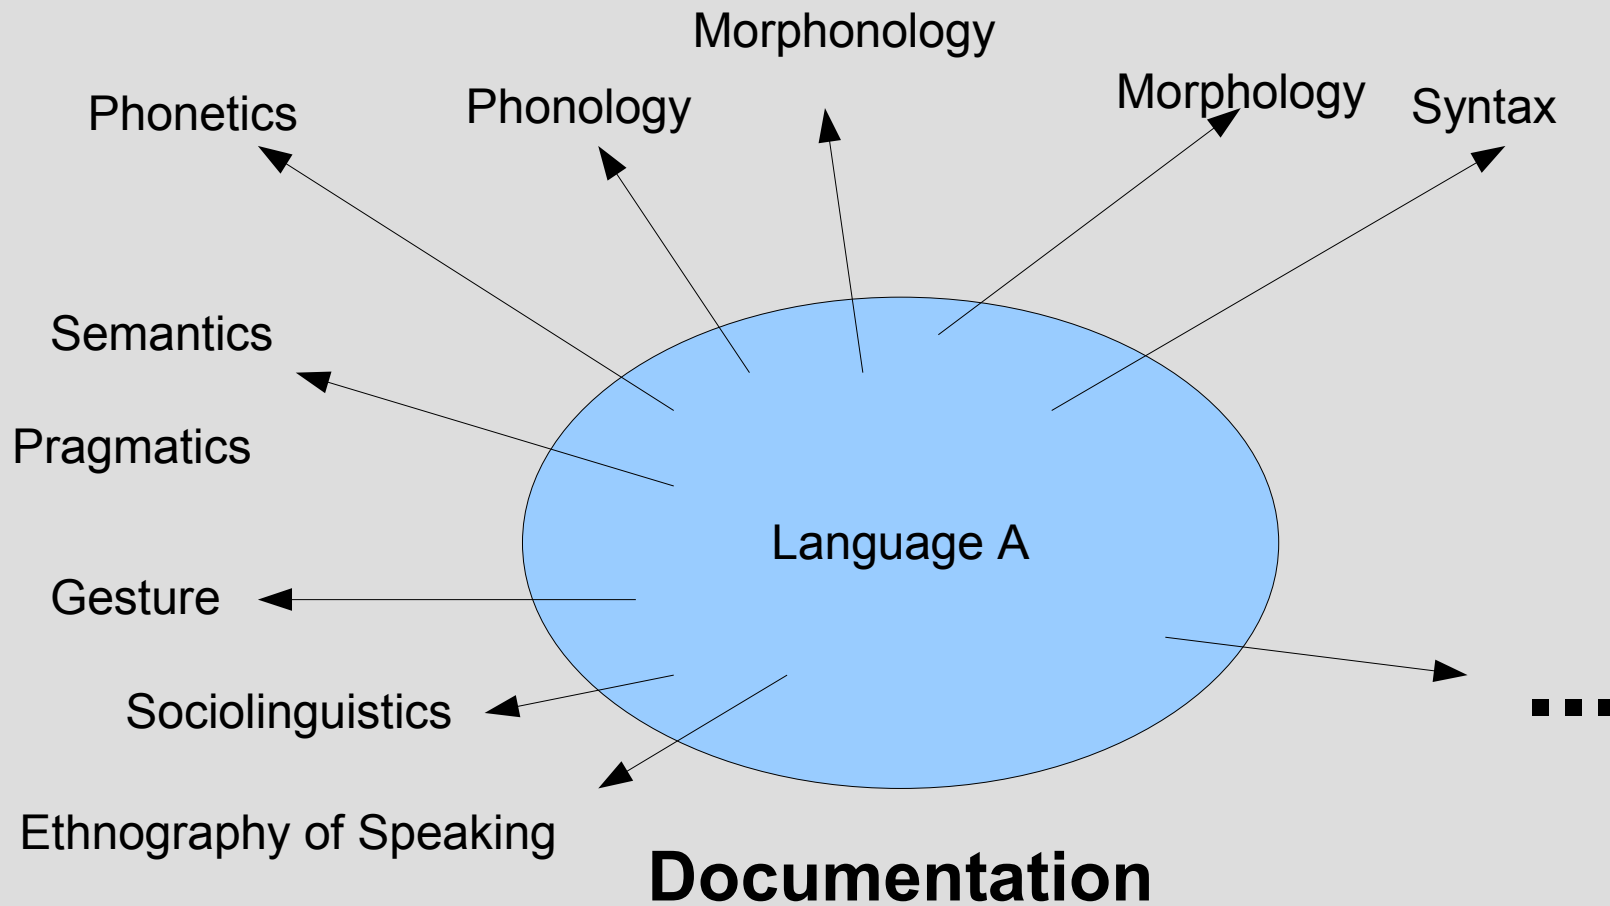 Morphonology
Phonetics
Phonology
Morphology
Syntax
Semantics
Pragmatics
Language A
Gesture
Sociolinguistics
...
Ethnography of Speaking
Documentation